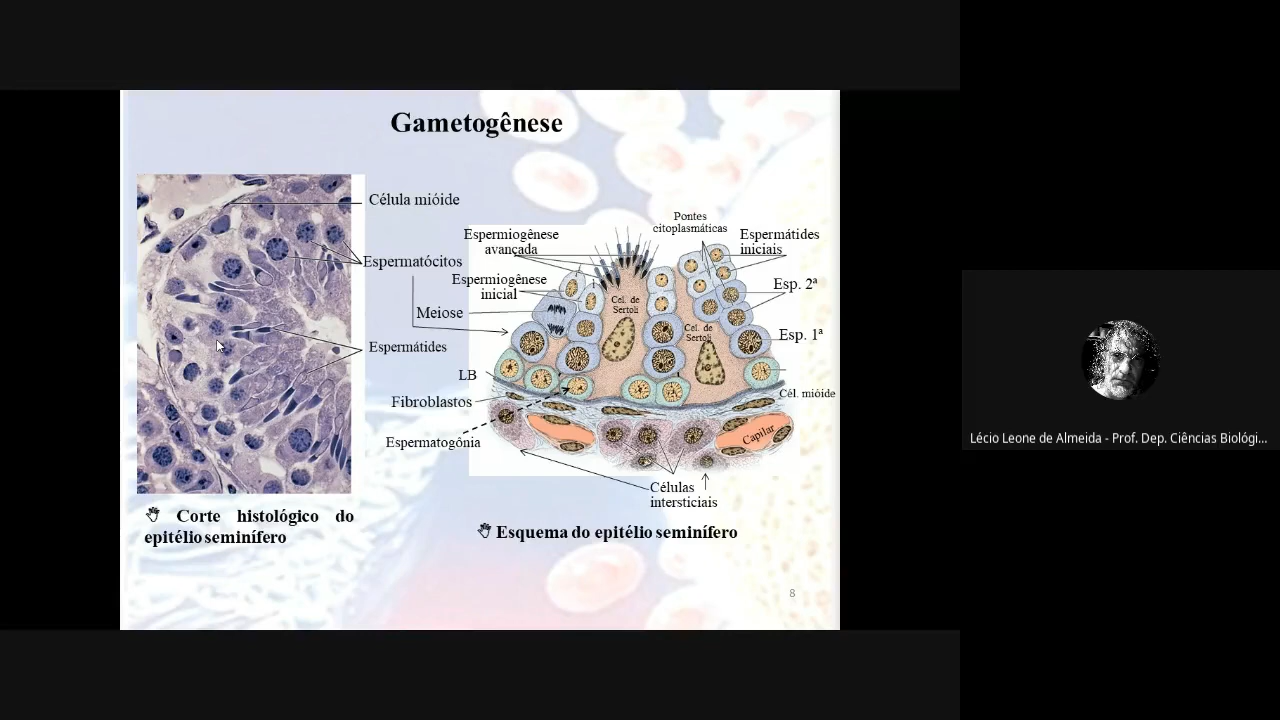 Gametogênese
Célula mióide
Espermatócitos
Meiose
Espermátides
LB
Fibroblastos
Espermatogônia
Espermiogênese
avançada
Espermiogênese
inicial
Pontes
citoplasmáticas
Espermátides
iniciais
Esp. 2ª
Esp. 1ª
Cel. de
Sertoli
Cel. de
Sertoli
Cél. mióide
Capilar
Células
intersticiais
Corte histológico do
epitélio seminífero
Esquema do epitélio seminífero
8
Lécio Leone de Almeida - Prof. Dep. Ciências Biológi...